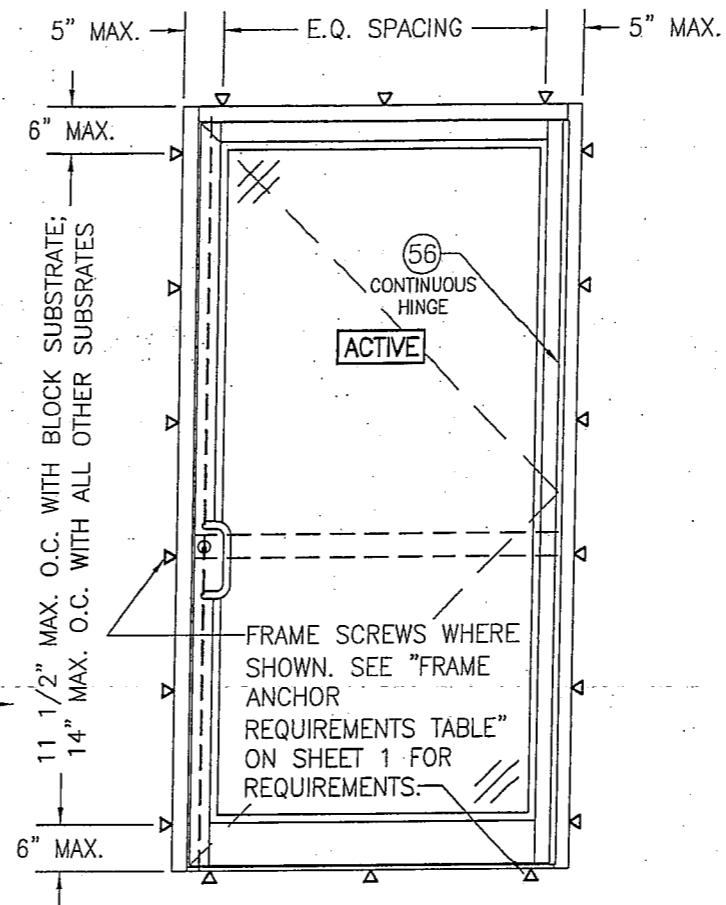 5" MAX.
E.Q. SPACING
5" MAX.
6" MAX.
11 1/2" MAX. O.C. WITH BLOCK SUBSTRATE;
14" MAX. O.C. WITH ALL OTHER SUBSRATES
56
CONTINUOUS
HINGE
ACTIVE
FRAME SCREWS WHERE
SHOWN. SEE "FRAME
ANCHOR
REQUIREMENTS TABLE"
ON SHEET 1 FOR
REQUIREMENTS.
6" MAX.